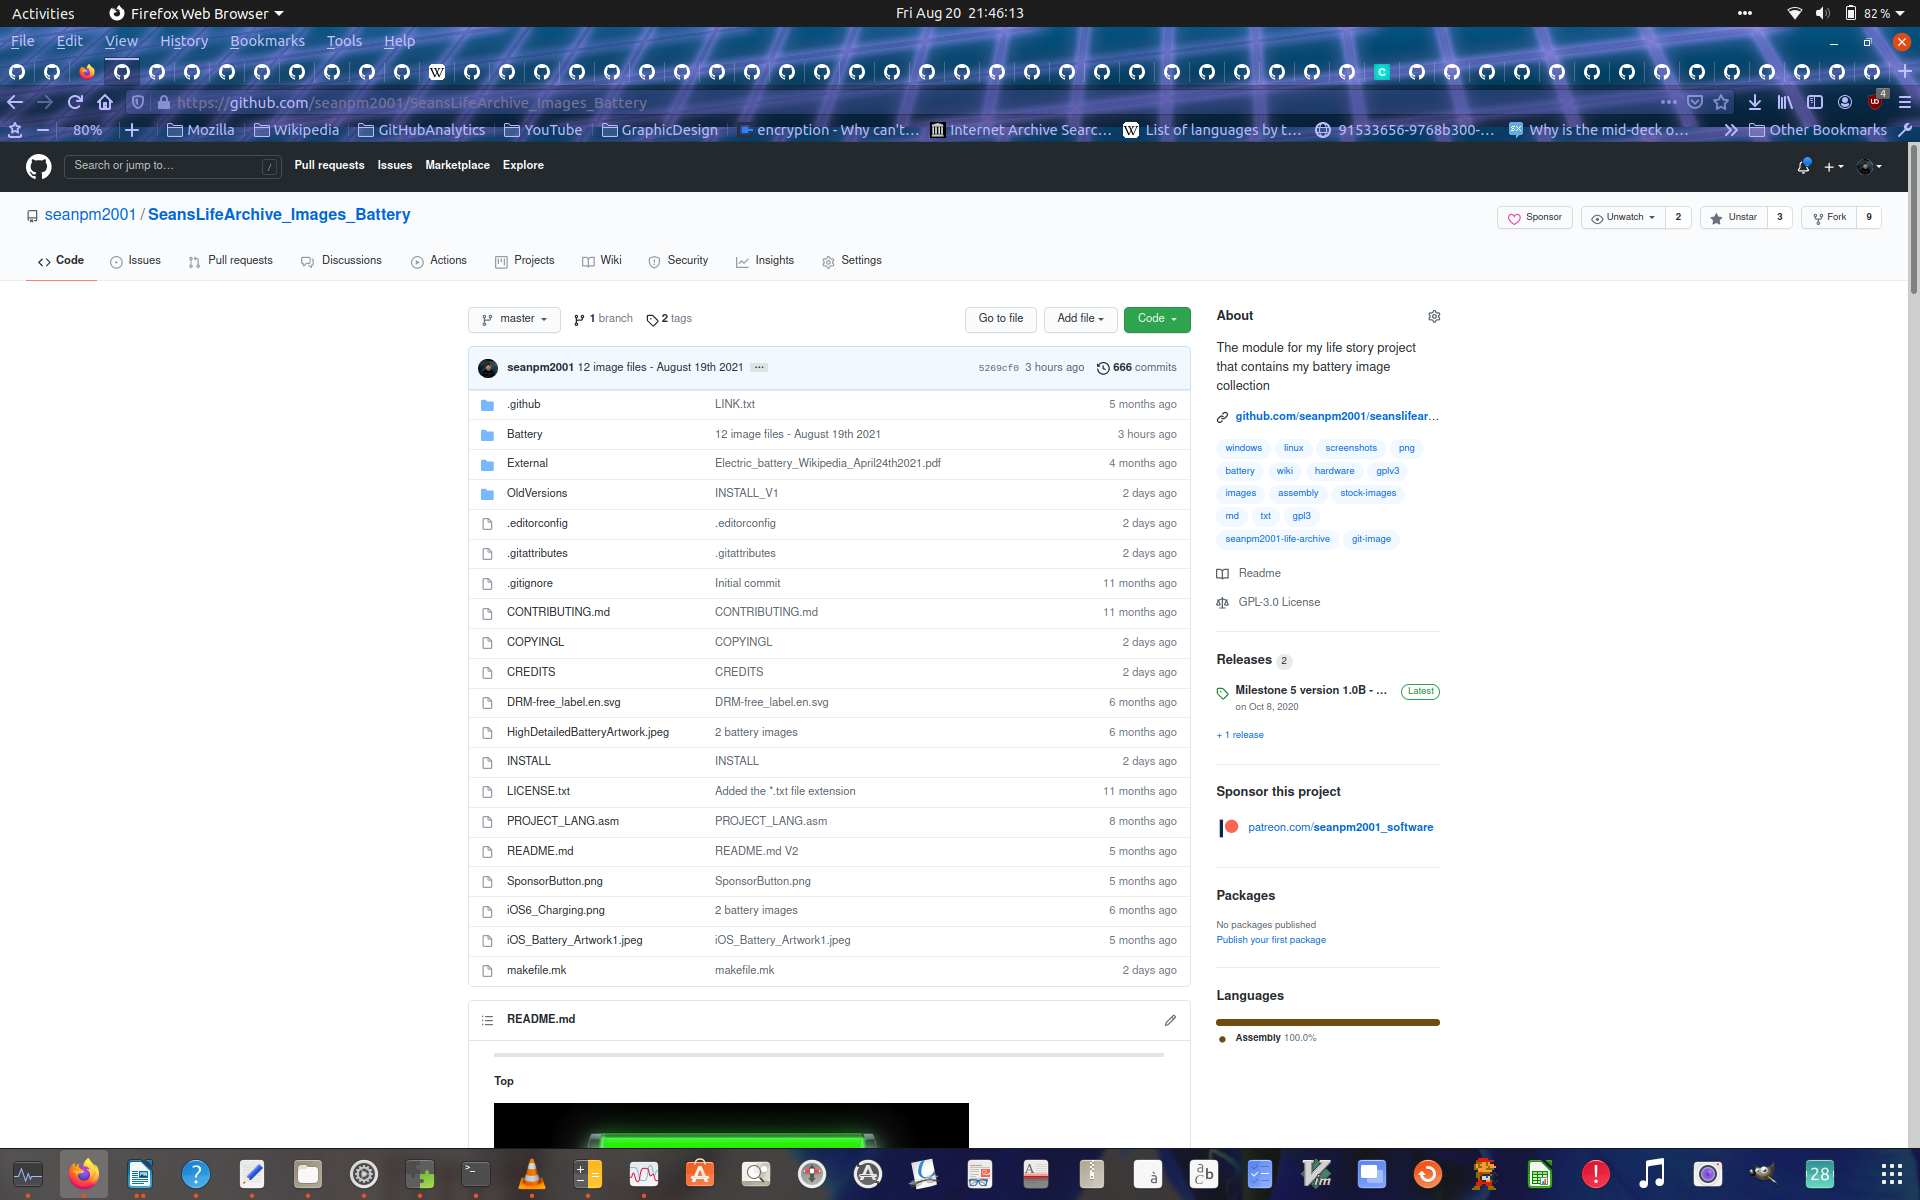 Activities Firefox Web Browser Fri Aug 20 21:46:13 82 %
File Edit View History Bookmarks Tools Help
https://github.com/seanpm2001/SeansLifeArchive_Images_Battery 4
80% Mozilla Wikipedia GitHubAnalytics YouTube GraphicDesign encryption - Why can't… Internet Archive Searc… List of languages by t… 91533656-9768b300-… Why is the mid-deck o… Other Bookmarks
Search or jump to… / Pull requests Issues Marketplace Explore
seanpm2001 / SeansLifeArchive_Images_Battery Sponsor Unwatch 2 Unstar 3 Fork 9
Code Issues Pull requests Discussions Actions Projects Wiki Security Insights Settings
master 1 branch 2 tags Go to file Add file Code
seanpm2001 12 image files - August 19th 2021 ... 5269cf0 3 hours ago 666 commits
.github LINK.txt 5 months ago
Battery 12 image files - August 19th 2021 3 hours ago
External Electric_battery_Wikipedia_April24th2021.pdf 4 months ago
OldVersions INSTALL_V1 2 days ago
.editorconfig .editorconfig 2 days ago
.gitattributes .gitattributes 2 days ago
.gitignore Initial commit 11 months ago
CONTRIBUTING.md CONTRIBUTING.md 11 months ago
COPYINGL COPYINGL 2 days ago
CREDITS CREDITS 2 days ago
DRM-free_label.en.svg DRM-free_label.en.svg 6 months ago
HighDetailedBatteryArtwork.jpeg 2 battery images 6 months ago
INSTALL INSTALL 2 days ago
LICENSE.txt Added the *.txt file extension 11 months ago
PROJECT_LANG.asm PROJECT_LANG.asm 8 months ago
README.md README.md V2 5 months ago
SponsorButton.png SponsorButton.png 5 months ago
iOS6_Charging.png 2 battery images 6 months ago
iOS_Battery_Artwork1.jpeg iOS_Battery_Artwork1.jpeg 5 months ago
makefile.mk makefile.mk 2 days ago
README.md
Top
About
The module for my life story project
that contains my battery image
collection
github.com/seanpm2001/seanslifear…
windows linux screenshots png
battery wiki hardware gplv3
images assembly stock-images
md txt gpl3
seanpm2001-life-archive git-image
Readme
GPL-3.0 License
Releases 2
Milestone 5 version 1.0B - … Latest
on Oct 8, 2020
+ 1 release
Sponsor this project
patreon.com/seanpm2001_software
Packages
No packages published
Publish your first package
Languages
Assembly 100.0%
28